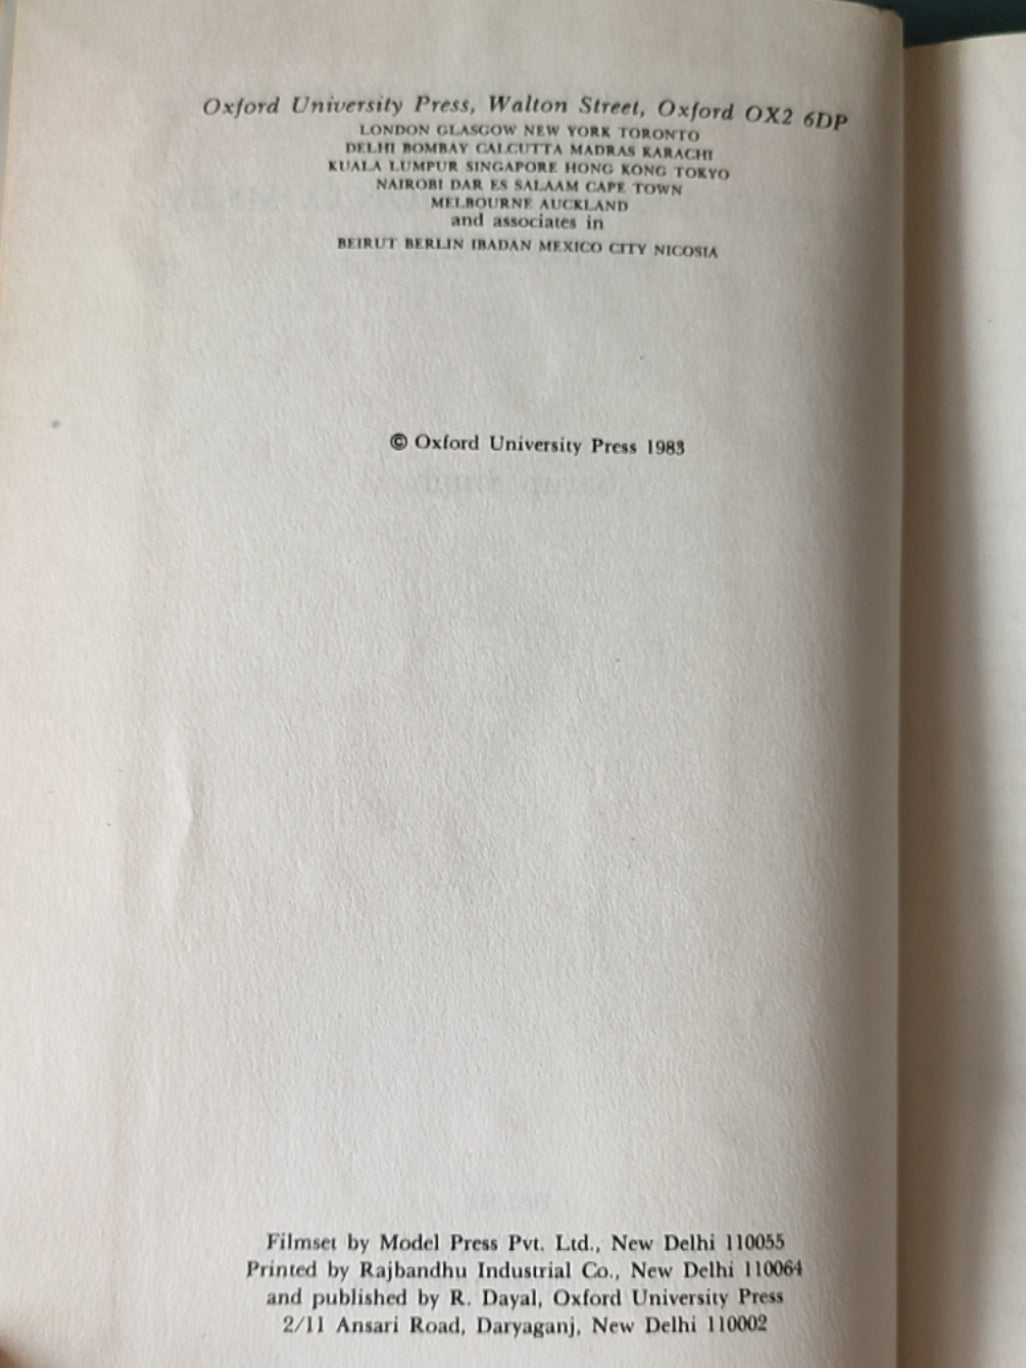 Oxford University Press, Walton Street, Oxford OX2 6DP
LONDON GLASGOW NEW YORK TORONTO
DELHI BOMBAY CALCUTTA MADRAS KARACHI
KUALA LUMPUR SINGAPORE HONG KONG TOKYO
NAIROBI DAR ES SALAAM CAPE TOWN
MELBOURNE AUCKLAND
and associates in
BEIRUT BERLIN IBADAN MEXICO CITY NICOSIA
© Oxford University Press 1983
Filmset by Model Press Pvt. Ltd., New Delhi 110055
Printed by Rajbandhu Industrial Co., New Delhi 110064
and published by R. Dayal, Oxford University Press
2/11 Ansari Road, Daryaganj, New Delhi 110002